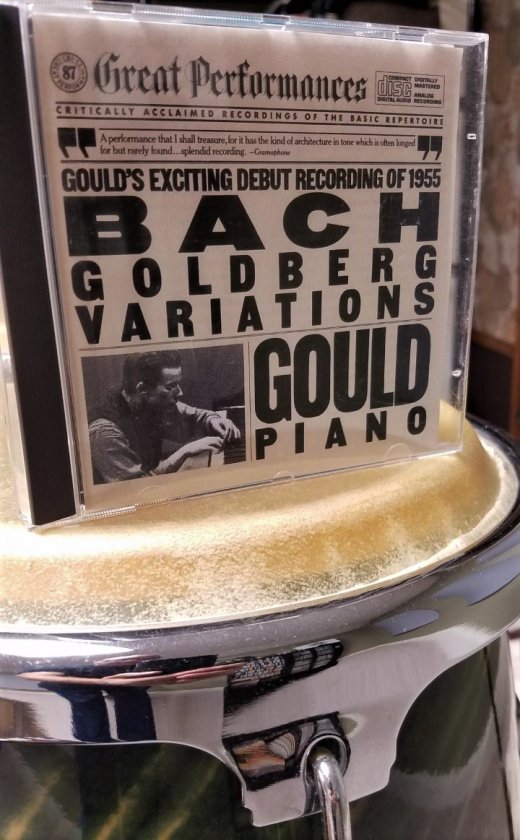 87
Great Performances
COMPACT
disc
DIGITAL AUDIO
DIGITALLY
MASTERED
ANALOG
RECORDING
CRITICALLY ACCLAIMED RECORDINGS OF THE BASIC REPERTOIRE
"A performance that I shall treasure, for it has the kind of architecture in tone which is often longed
for but rarely found...splendid recording. –Gramophone"
GOULD'S EXCITING DEBUT RECORDING OF 1955
BACH
GOLDBERG
VARIATIONS
GOULD
PIANO